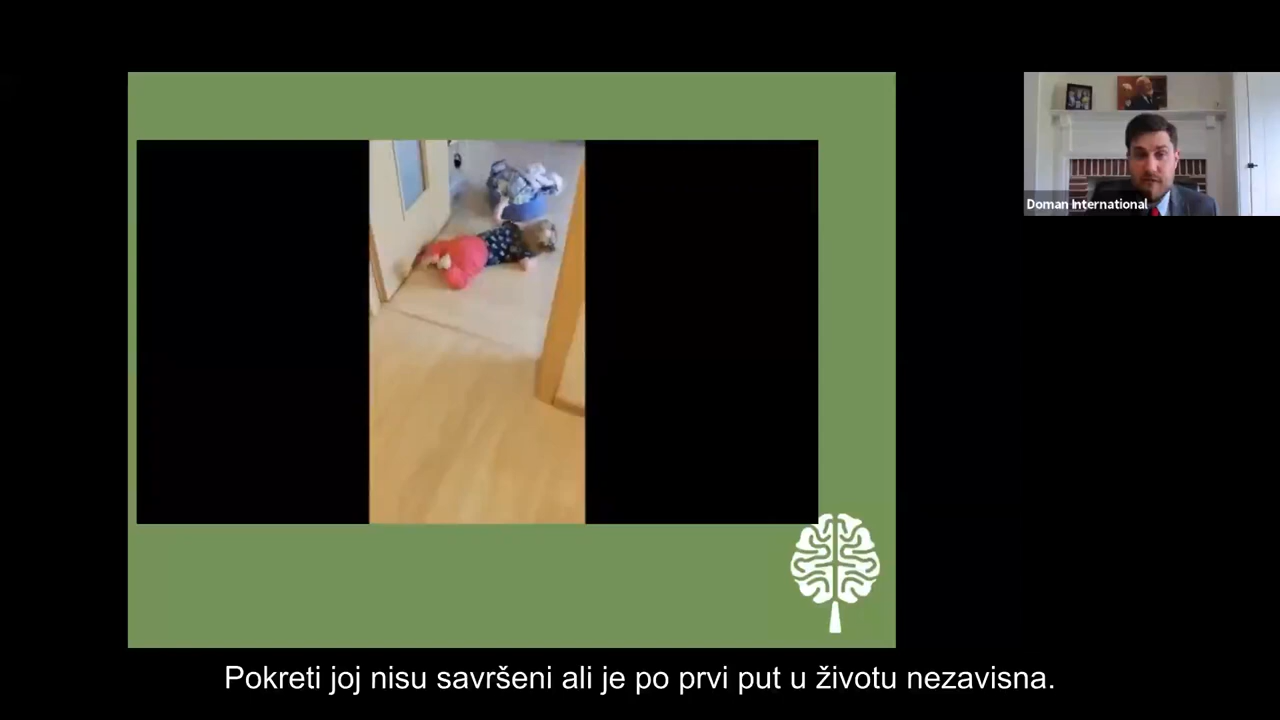 Doman International
Pokreti joj nisu savršeni ali je po prvi put u životu nezavisna.